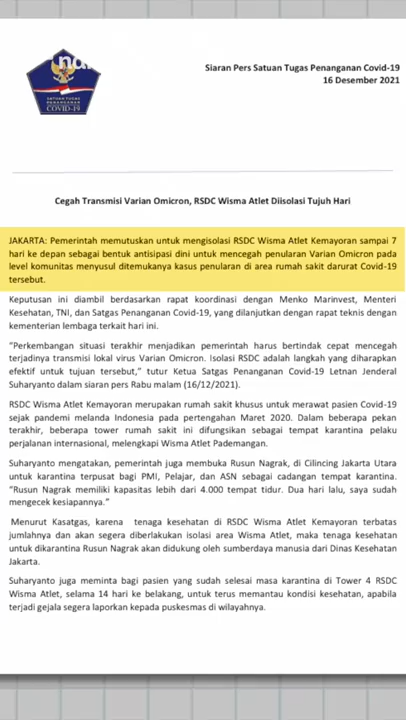 SATUAN TUGAS
PENANGANAN
COVID-19
Siaran Pers Satuan Tugas Penanganan Covid-19
16 Desember 2021
Cegah Transmisi Varian Omicron, RSDC Wisma Atlet Diisolasi Tujuh Hari
JAKARTA: Pemerintah memutuskan untuk mengisolasi RSDC Wisma Atlet Kemayoran sampai 7
hari ke depan sebagai bentuk antisipasi dini untuk mencegah penularan Varian Omicron pada
level komunitas menyusul ditemukanya kasus penularan di area rumah sakit darurat Covid-19
tersebut.
Keputusan ini diambil berdasarkan rapat koordinasi dengan Menko Marinvest, Menteri
Kesehatan, TNI, dan Satgas Penanganan Covid-19, yang dilanjutkan dengan rapat teknis dengan
kementerian lembaga terkait hari ini.
“Perkembangan situasi terakhir menjadikan pemerintah harus bertindak cepat mencegah
terjadinya transmisi lokal virus Varian Omicron. Isolasi RSDC adalah langkah yang diharapkan
efektif untuk tujuan tersebut,” tutur Ketua Satgas Penanganan Covid-19 Letnan Jenderal
Suharyanto dalam siaran pers Rabu malam (16/12/2021).
RSDC Wisma Atlet Kemayoran merupakan rumah sakit khusus untuk merawat pasien Covid-19
sejak pandemi melanda Indonesia pada pertengahan Maret 2020. Dalam beberapa pekan
terakhir, beberapa tower rumah sakit ini difungsikan sebagai tempat karantina pelaku
perjalanan internasional, melengkapi Wisma Atlet Pademangan.
Suharyanto mengatakan, pemerintah juga membuka Rusun Nagrak, di Cilincing Jakarta Utara
untuk karantina terpusat bagi PMI, Pelajar, dan ASN sebagai cadangan tempat karantina.
“Rusun Nagrak memiliki kapasitas lebih dari 4.000 tempat tidur. Dua hari lalu, saya sudah
mengecek kesiapannya.”
Menurut Kasatgas, karena tenaga kesehatan di RSDC Wisma Atlet Kemayoran terbatas
jumlahnya dan akan segera diberlakukan isolasi area Wisma Atlet, maka tenaga kesehatan
untuk dikarantina Rusun Nagrak akan didukung oleh sumberdaya manusia dari Dinas Kesehatan
Jakarta.
Suharyanto juga meminta bagi pasien yang sudah selesai masa karantina di Tower 4 RSDC
Wisma Atlet, selama 14 hari ke belakang, untuk terus memantau kondisi kesehatan, apabila
terjadi gejala segera laporkan kepada puskesmas di wilayahnya.